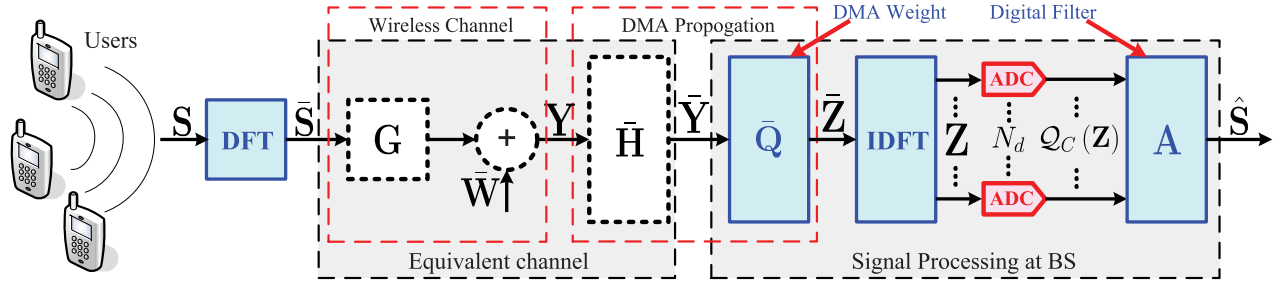 Users
Wireless Channel
DMA Propogation
DMA Weight
Digital Filter
S
DFT
S̄
G
+
W̄
Y
H̄
Ȳ
Q̄
Z̄
IDFT
Z
ADC
N_d
ADC
𝒬_C (Z)
A
Ŝ
Equivalent channel
Signal Processing at BS